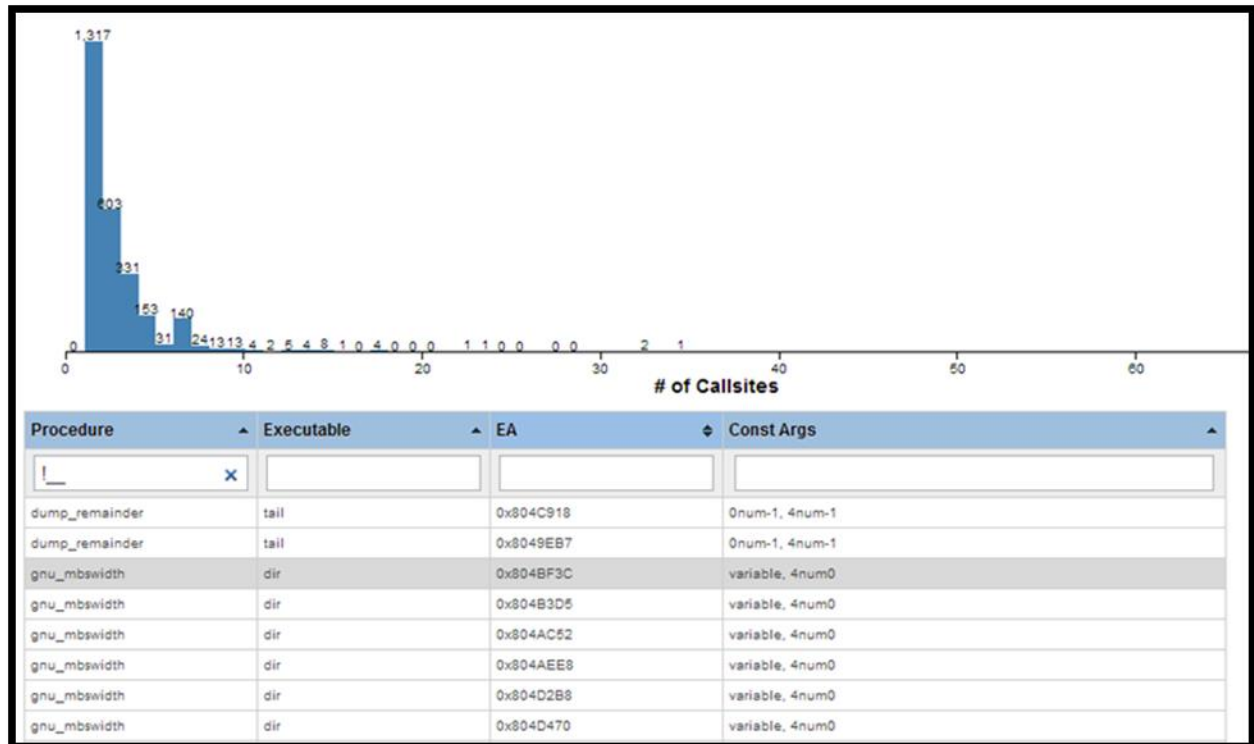 1,317
603
331
153 140
0 31 24 13 13 4 2 5 4 8 1 0 4 0 0 0 1 1 0 0 0 0 2 1
0 10 20 30 40 50 60
# of Callsites
Procedure Executable EA Const Args
!__ ×
dump_remainder tail 0x804C918 0num-1, 4num-1
dump_remainder tail 0x8049EB7 0num-1, 4num-1
gnu_mbswidth dir 0x804BF3C variable, 4num0
gnu_mbswidth dir 0x804B3D5 variable, 4num0
gnu_mbswidth dir 0x804AC52 variable, 4num0
gnu_mbswidth dir 0x804AEE8 variable, 4num0
gnu_mbswidth dir 0x804D2B8 variable, 4num0
gnu_mbswidth dir 0x804D470 variable, 4num0